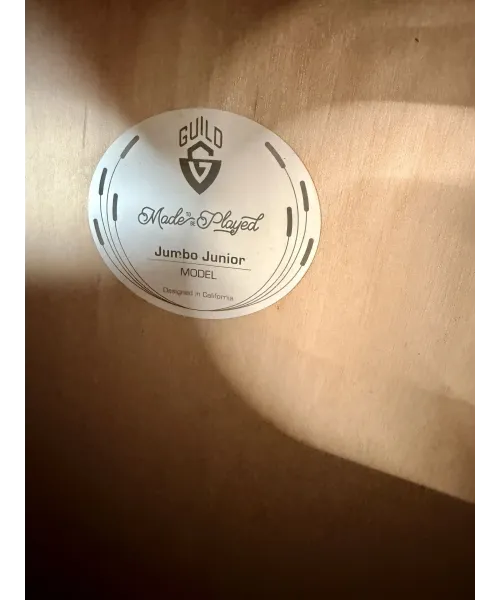 GUILD
G
Made TO BE Played
Jumbo Junior
MODEL
Designed in California